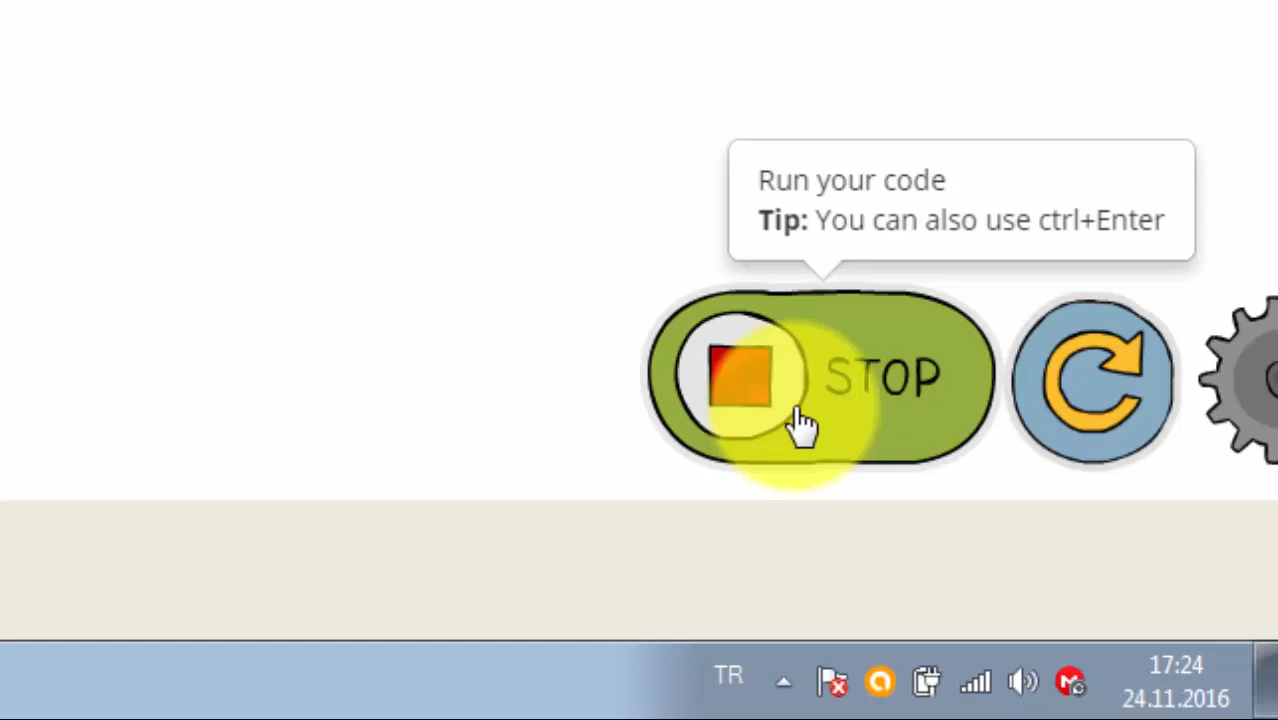 Run your code
Tip: You can also use ctrl+Enter
STOP
TR
17:24
24.11.2016